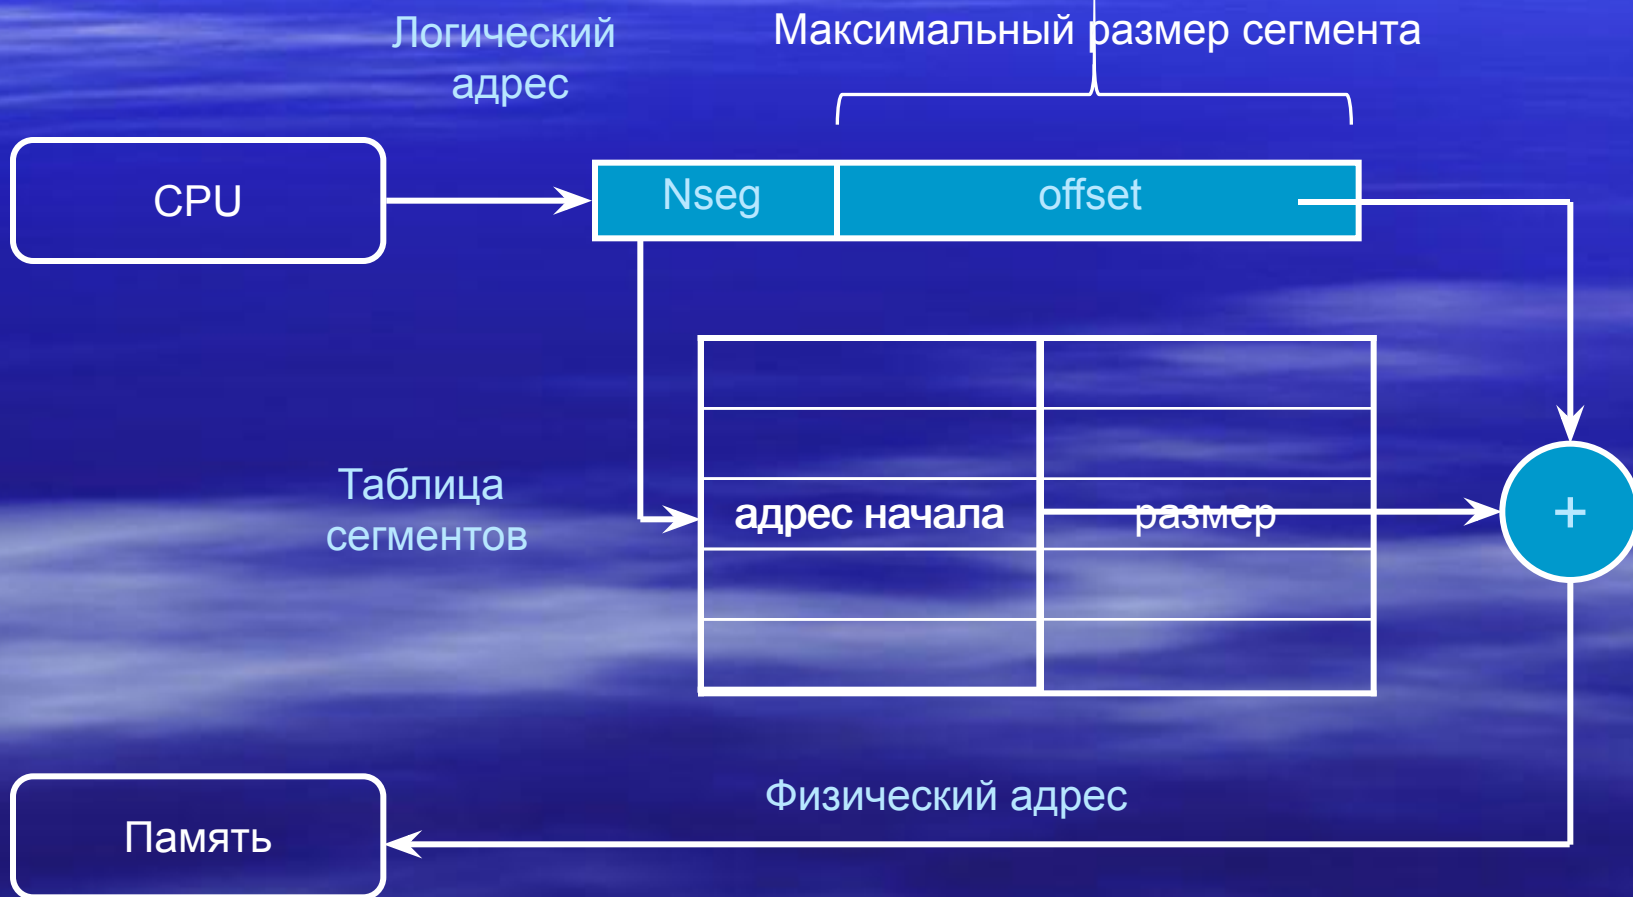 Логический
адрес
Максимальный размер сегмента
CPU
Nseg
offset
Таблица
сегментов
адрес начала
размер
+
Физический адрес
Память